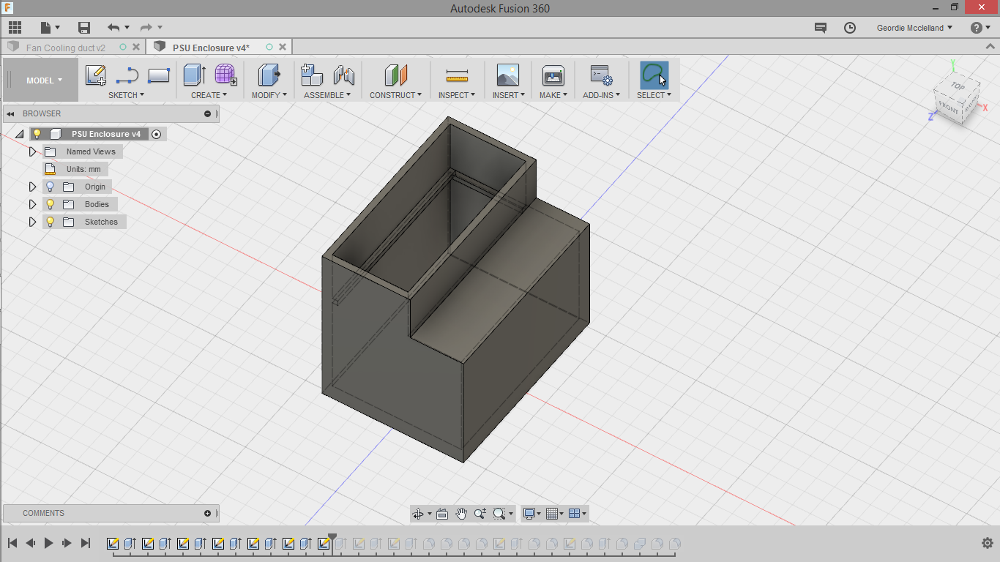 Autodesk Fusion 360
Geordie Mcclelland
Fan Cooling duct v2
PSU Enclosure v4*
MODEL
SKETCH
CREATE
MODIFY
ASSEMBLE
CONSTRUCT
INSPECT
INSERT
MAKE
ADD-INS
SELECT
BROWSER
PSU Enclosure v4
Named Views
Units: mm
Origin
Bodies
Sketches
Y
TOP
FRONT
X
Z
COMMENTS